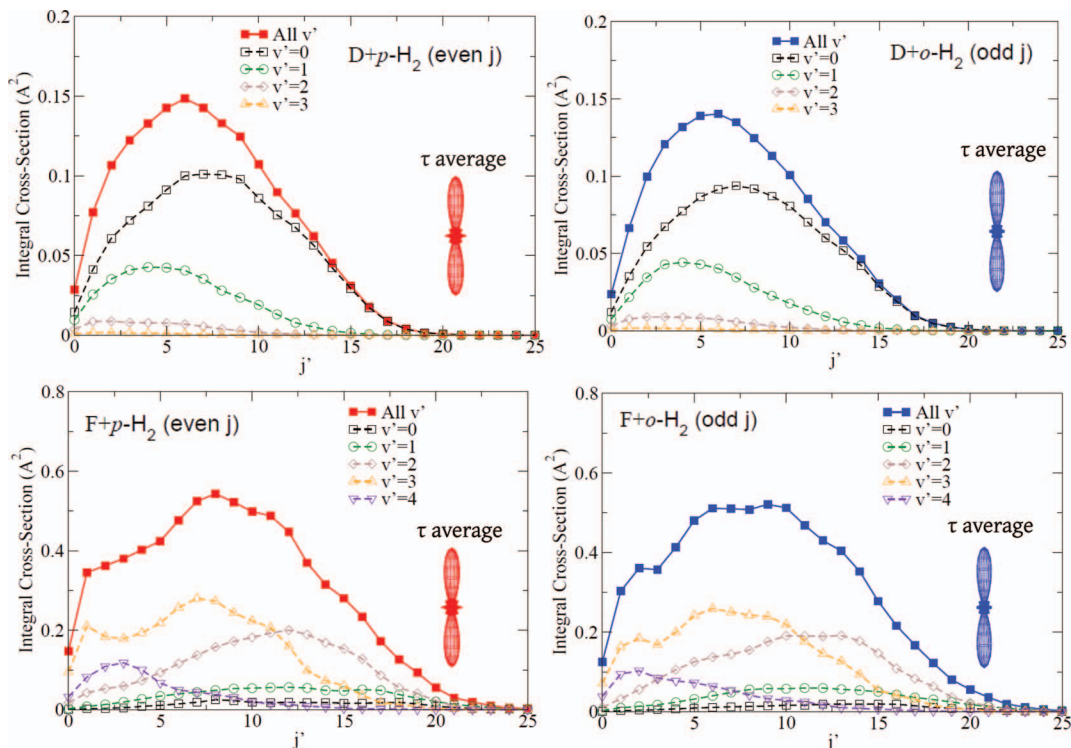 0.2
0.15
0.1
0.05
0
Integral Cross-Section (A²)
All v'
v'=0
v'=1
v'=2
v'=3
D+p-H₂ (even j)
τ average
0 5 10 15 20 25
j'
0.2
0.15
0.1
0.05
0
Integral Cross-Section (A²)
All v'
v'=0
v'=1
v'=2
v'=3
D+o-H₂ (odd j)
τ average
0 5 10 15 20 25
j'
0.8
0.6
0.4
0.2
0
Integral Cross-Section (A²)
F+p-H₂ (even j)
All v'
v'=0
v'=1
v'=2
v'=3
v'=4
τ average
0 5 10 15 20 25
j'
0.8
0.6
0.4
0.2
0
Integral Cross-Section (A²)
All v'
v'=0
v'=1
v'=2
v'=3
v'=4
F+o-H₂ (odd j)
τ average
0 5 10 15 20 25
j'